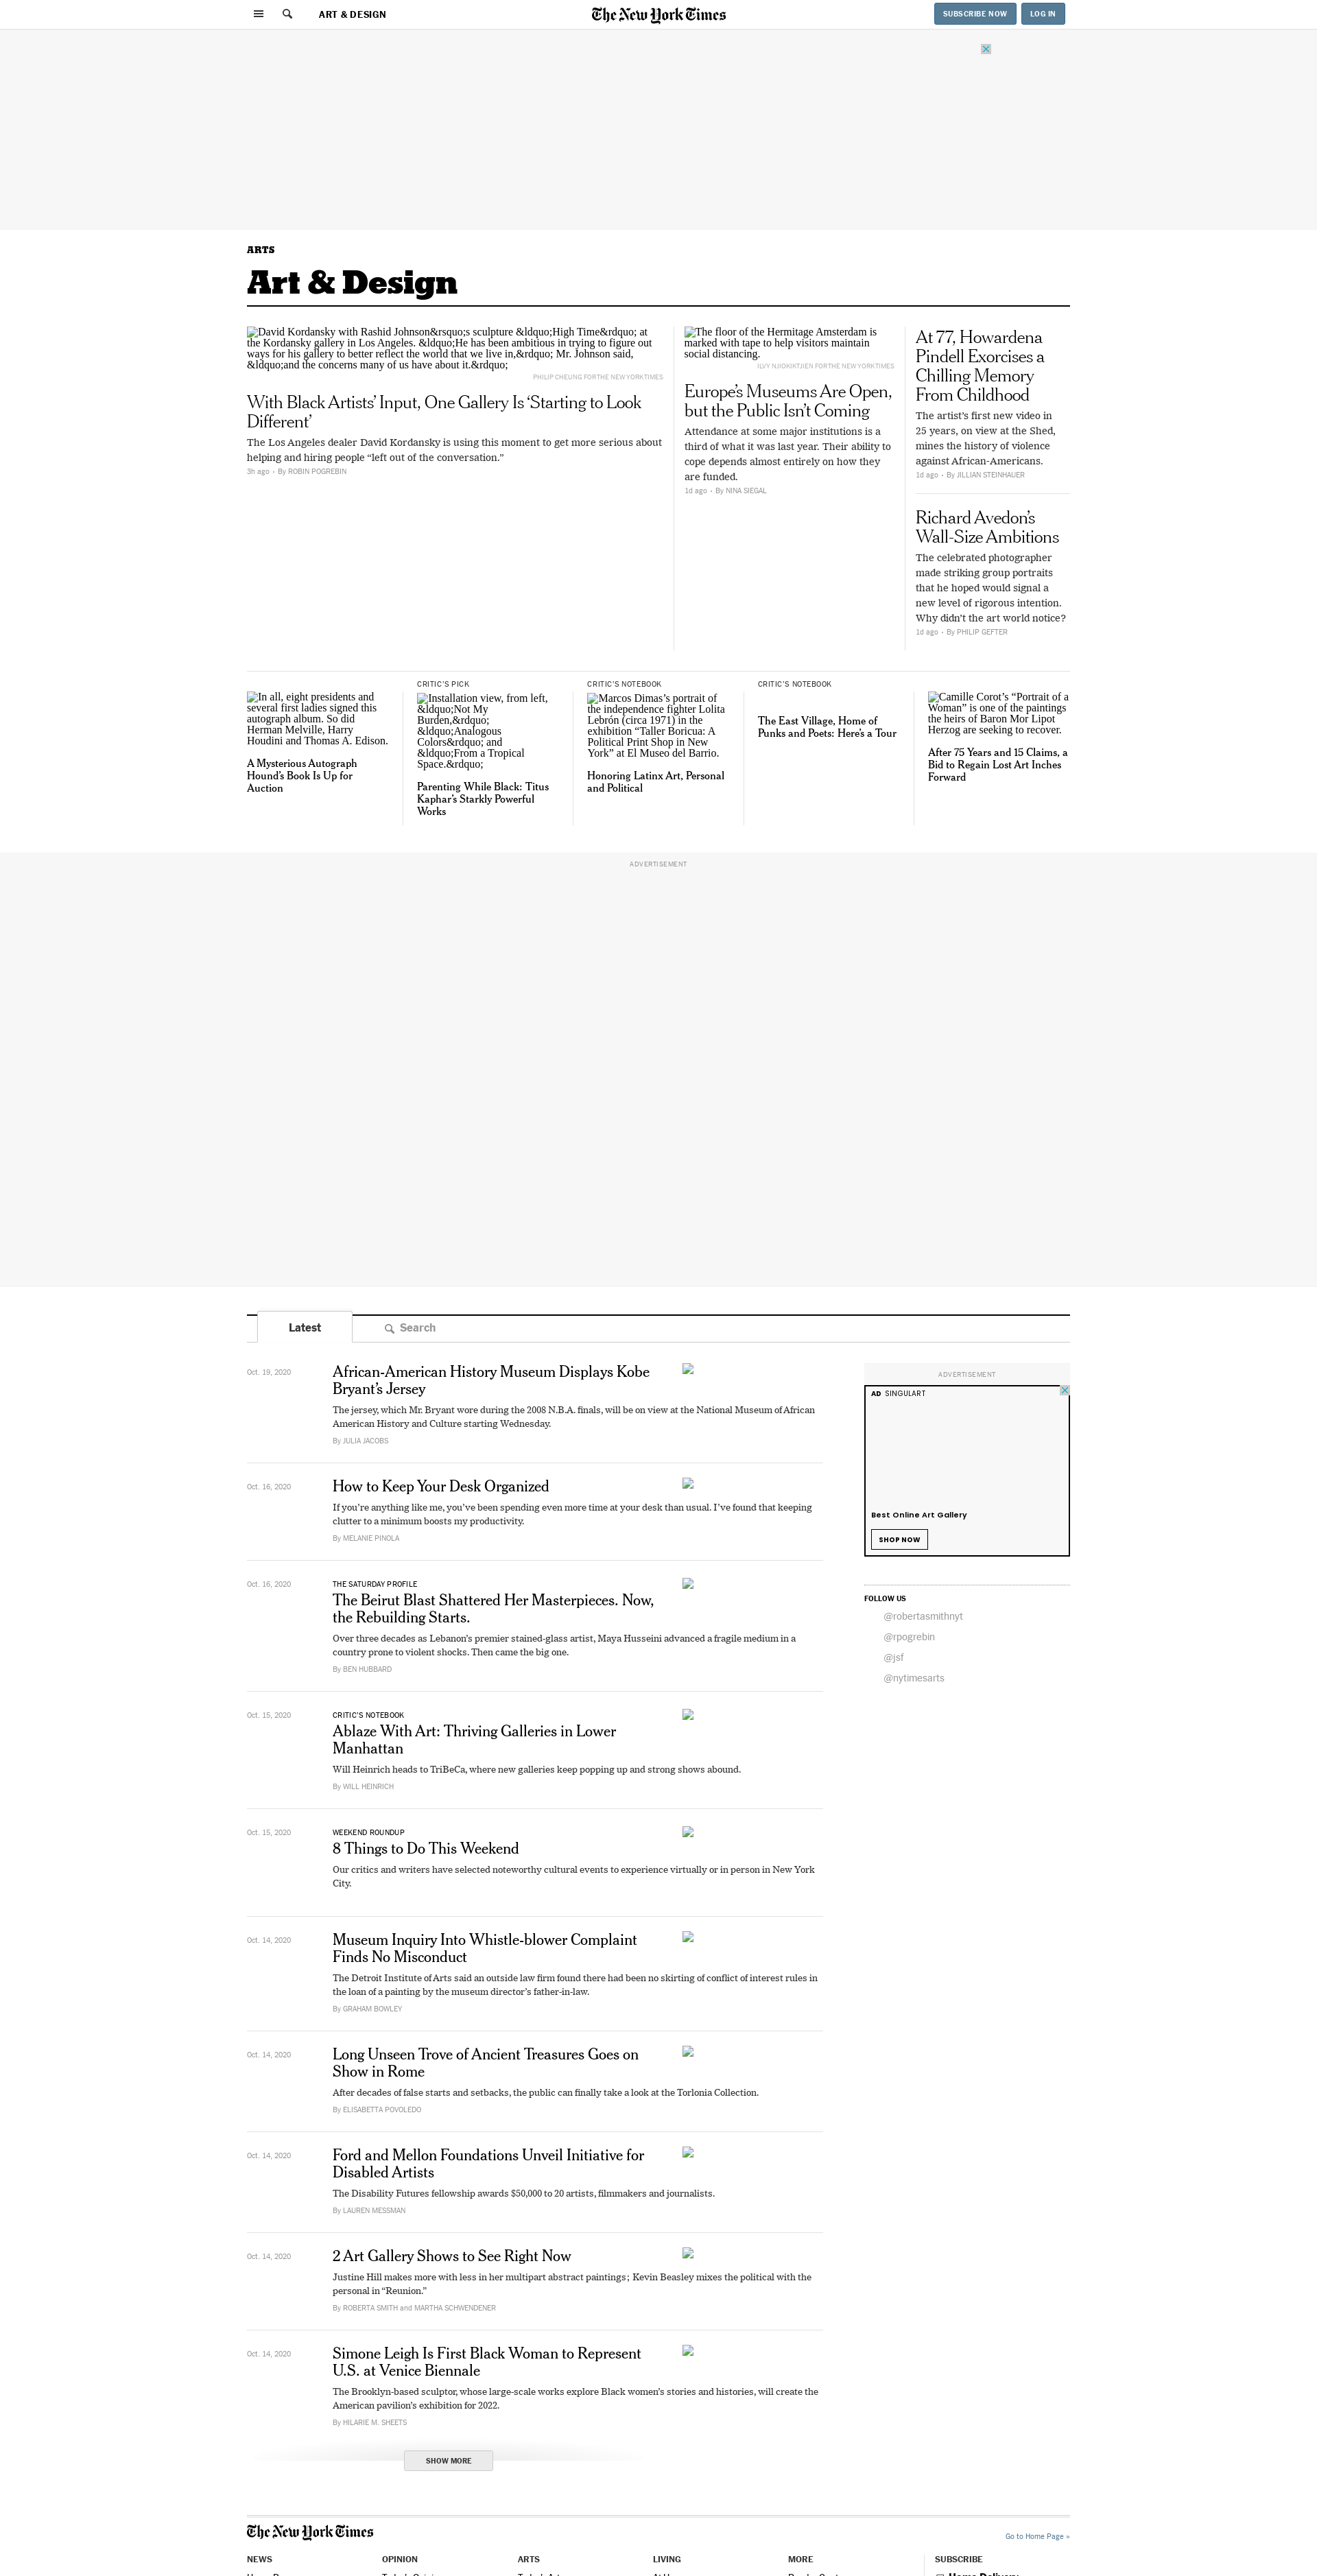 ART & DESIGN
The New York Times
SUBSCRIBE NOW
LOG IN
ARTS
Art & Design
David Kordansky with Rashid Johnson&rsquo;s sculpture &ldquo;High Time&rdquo; at
the Kordansky gallery in Los Angeles. &ldquo;He has been ambitious in trying to figure out
ways for his gallery to better reflect the world that we live in,&rdquo; Mr. Johnson said,
&ldquo;and the concerns many of us have about it.&rdquo;
PHILIP CHEUNG FOR THE NEW YORK TIMES
With Black Artists’ Input, One Gallery Is ‘Starting to Look
Different’
The Los Angeles dealer David Kordansky is using this moment to get more serious about
helping and hiring people “left out of the conversation.”
3h ago • By ROBIN POGREBIN
The floor of the Hermitage Amsterdam is
marked with tape to help visitors maintain
social distancing.
ILVY NJIOKIKTJIEN FOR THE NEW YORK TIMES
Europe’s Museums Are Open,
but the Public Isn’t Coming
Attendance at some major institutions is a
third of what it was last year. Their ability to
cope depends almost entirely on how they
are funded.
1d ago • By NINA SIEGAL
At 77, Howardena
Pindell Exorcises a
Chilling Memory
From Childhood
The artist’s first new video in
25 years, on view at the Shed,
mines the history of violence
against African-Americans.
1d ago • By JILLIAN STEINHAUER
Richard Avedon’s
Wall-Size Ambitions
The celebrated photographer
made striking group portraits
that he hoped would signal a
new level of rigorous intention.
Why didn’t the art world notice?
1d ago • By PHILIP GEFTER
In all, eight presidents and
several first ladies signed this
autograph album. So did
Herman Melville, Harry
Houdini and Thomas A. Edison.
A Mysterious Autograph
Hound’s Book Is Up for
Auction
CRITIC’S PICK
Installation view, from left,
&ldquo;Not My
Burden,&rdquo;
&ldquo;Analogous
Colors&rdquo; and
&ldquo;From a Tropical
Space.&rdquo;
Parenting While Black: Titus
Kaphar’s Starkly Powerful
Works
CRITIC’S NOTEBOOK
Marcos Dimas’s portrait of
the independence fighter Lolita
Lebrón (circa 1971) in the
exhibition “Taller Boricua: A
Political Print Shop in New
York” at El Museo del Barrio.
Honoring Latinx Art, Personal
and Political
CRITIC’S NOTEBOOK
The East Village, Home of
Punks and Poets: Here’s a Tour
Camille Corot’s “Portrait of a
Woman” is one of the paintings
the heirs of Baron Mor Lipot
Herzog are seeking to recover.
After 75 Years and 15 Claims, a
Bid to Regain Lost Art Inches
Forward
ADVERTISEMENT
Latest
Search
Oct. 19, 2020
African-American History Museum Displays Kobe
Bryant’s Jersey
The jersey, which Mr. Bryant wore during the 2008 N.B.A. finals, will be on view at the National Museum of African
American History and Culture starting Wednesday.
By JULIA JACOBS
Oct. 16, 2020
How to Keep Your Desk Organized
If you’re anything like me, you’ve been spending even more time at your desk than usual. I’ve found that keeping
clutter to a minimum boosts my productivity.
By MELANIE PINOLA
Oct. 16, 2020
THE SATURDAY PROFILE
The Beirut Blast Shattered Her Masterpieces. Now,
the Rebuilding Starts.
Over three decades as Lebanon’s premier stained-glass artist, Maya Husseini advanced a fragile medium in a
country prone to violent shocks. Then came the big one.
By BEN HUBBARD
Oct. 15, 2020
CRITIC’S NOTEBOOK
Ablaze With Art: Thriving Galleries in Lower
Manhattan
Will Heinrich heads to TriBeCa, where new galleries keep popping up and strong shows abound.
By WILL HEINRICH
Oct. 15, 2020
WEEKEND ROUNDUP
8 Things to Do This Weekend
Our critics and writers have selected noteworthy cultural events to experience virtually or in person in New York
City.
Oct. 14, 2020
Museum Inquiry Into Whistle-blower Complaint
Finds No Misconduct
The Detroit Institute of Arts said an outside law firm found there had been no skirting of conflict of interest rules in
the loan of a painting by the museum director’s father-in-law.
By GRAHAM BOWLEY
Oct. 14, 2020
Long Unseen Trove of Ancient Treasures Goes on
Show in Rome
After decades of false starts and setbacks, the public can finally take a look at the Torlonia Collection.
By ELISABETTA POVOLEDO
Oct. 14, 2020
Ford and Mellon Foundations Unveil Initiative for
Disabled Artists
The Disability Futures fellowship awards $50,000 to 20 artists, filmmakers and journalists.
By LAUREN MESSMAN
Oct. 14, 2020
2 Art Gallery Shows to See Right Now
Justine Hill makes more with less in her multipart abstract paintings; Kevin Beasley mixes the political with the
personal in “Reunion.”
By ROBERTA SMITH and MARTHA SCHWENDENER
Oct. 14, 2020
Simone Leigh Is First Black Woman to Represent
U.S. at Venice Biennale
The Brooklyn-based sculptor, whose large-scale works explore Black women’s stories and histories, will create the
American pavilion’s exhibition for 2022.
By HILARIE M. SHEETS
SHOW MORE
ADVERTISEMENT
AD SINGULART
Best Online Art Gallery
SHOP NOW
FOLLOW US
@robertasmithnyt
@rpogrebin
@jsf
@nytimesarts
The New York Times
Go to Home Page »
NEWS
OPINION
ARTS
LIVING
MORE
SUBSCRIBE